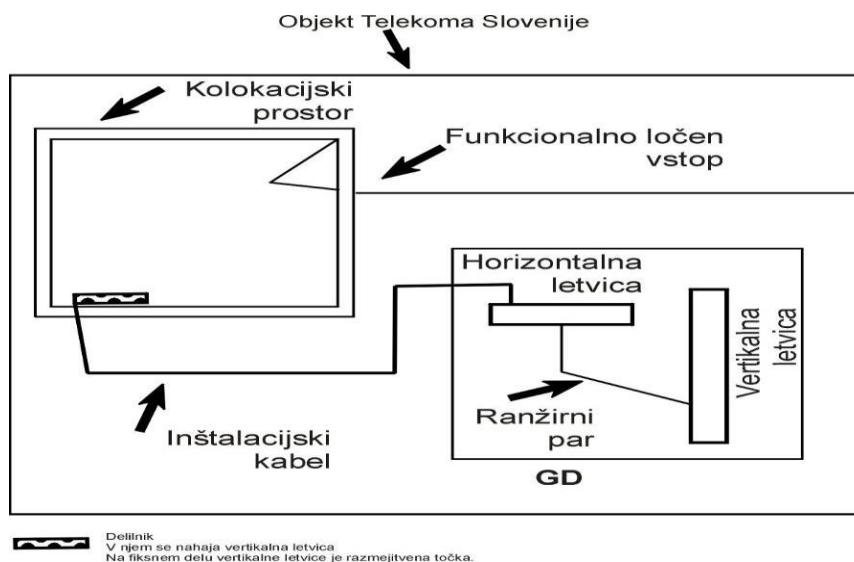 Objekt Telekoma Slovenije
Kolokacijski
prostor
Funkcionalno ločen
vstop
Horizontalna
letvica
Vertikalna
letvica
Ranžirni
par
Inštalacijski
kabel
GD
Delilnik
V njem se nahaja vertikalna letvica
Na fiksnem delu vertikalne letvice je razmejitvena točka.